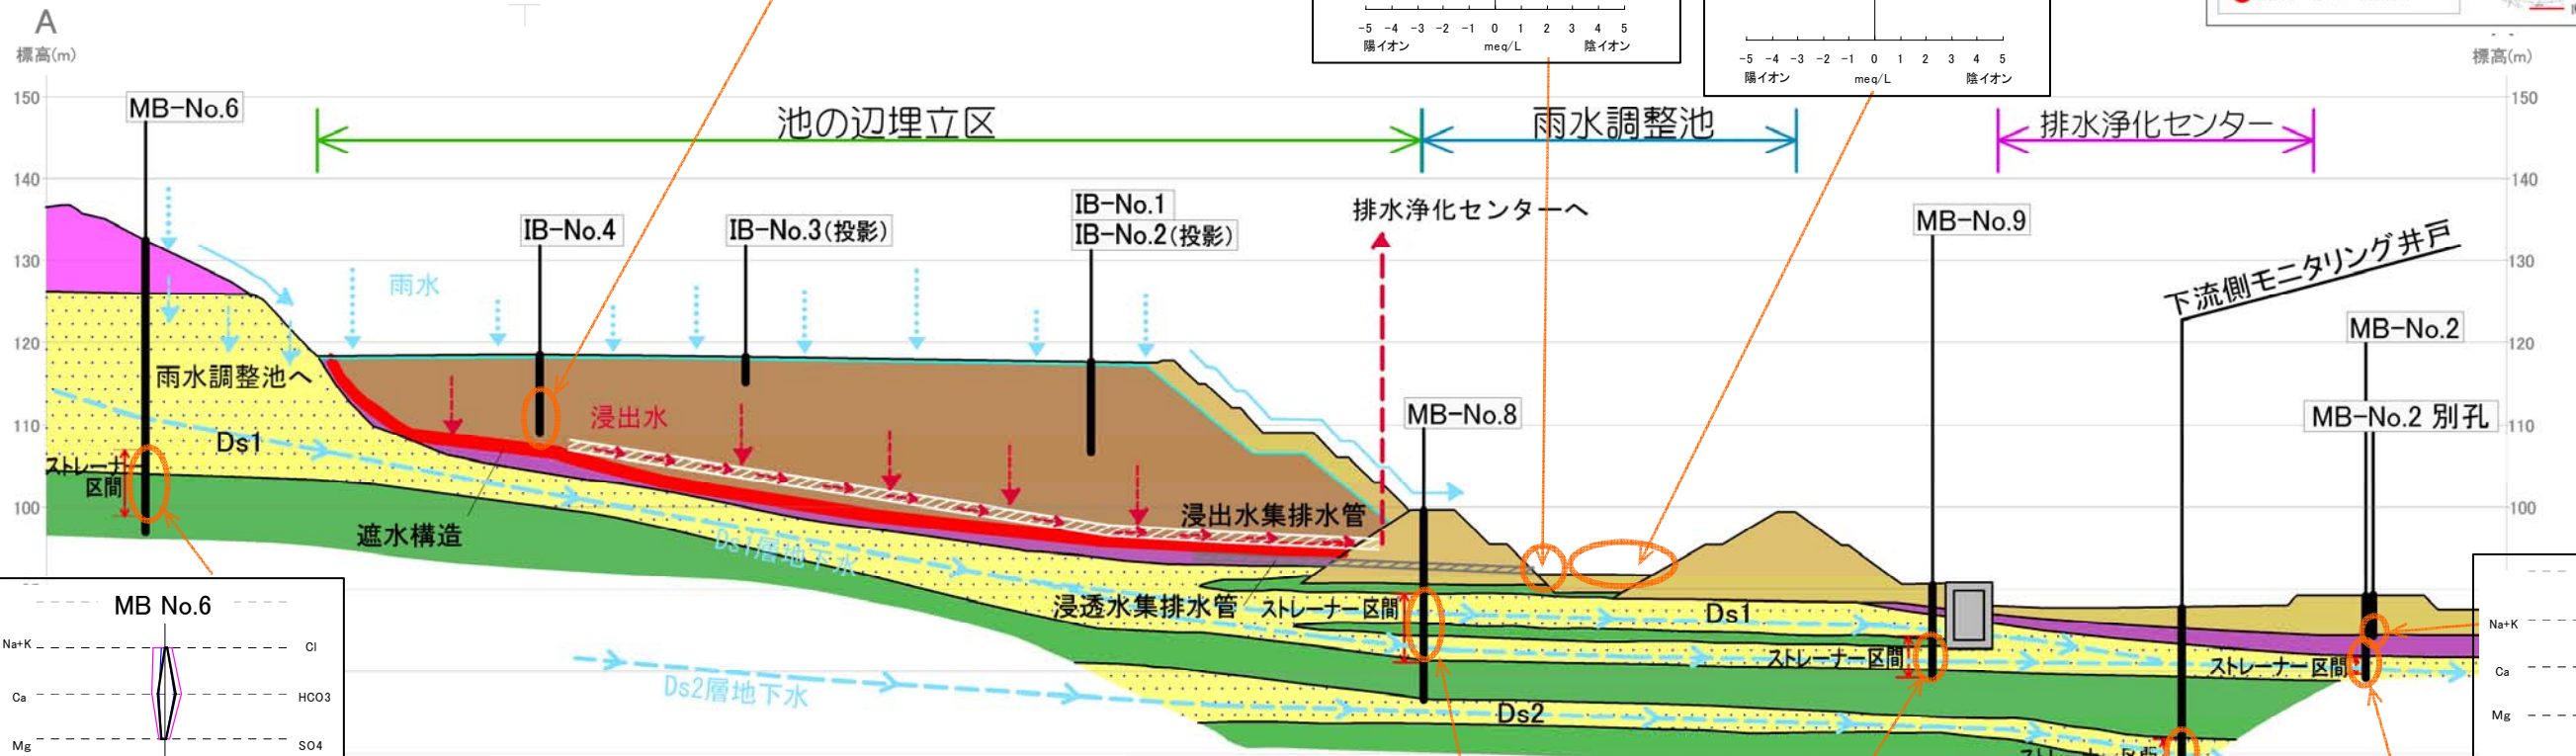 A
標高(m)
-5 -4 -3 -2 -1 0 1 2 3 4 5
陽イオン meq/L 陰イオン
-5 -4 -3 -2 -1 0 1 2 3 4 5
陽イオン meq/L 陰イオン
標高(m)
150
MB-No.6
池の辺埋立区
雨水調整池
排水浄化センター
150
140
140
IB-No.4
IB-No.3(投影)
IB-No.1
IB-No.2(投影)
排水浄化センターへ
MB-No.9
130
雨水
130
下流側モニタリング井戸
120
MB-No.2
120
雨水調整池へ
浸出水
MB-No.8
MB-No.2 別孔
110
Ds1
110
ストレーナー
区間
100
遮水構造
浸出水集排水管
100
Ds1層地下水
浸透水集排水管
ストレーナー区間
Ds1
ストレーナー区間
ストレーナー区間
Ds2層地下水
Ds2
MB No.6
Na+K Cl
Ca HCO3
Mg SO4
Na+K
Ca
Mg